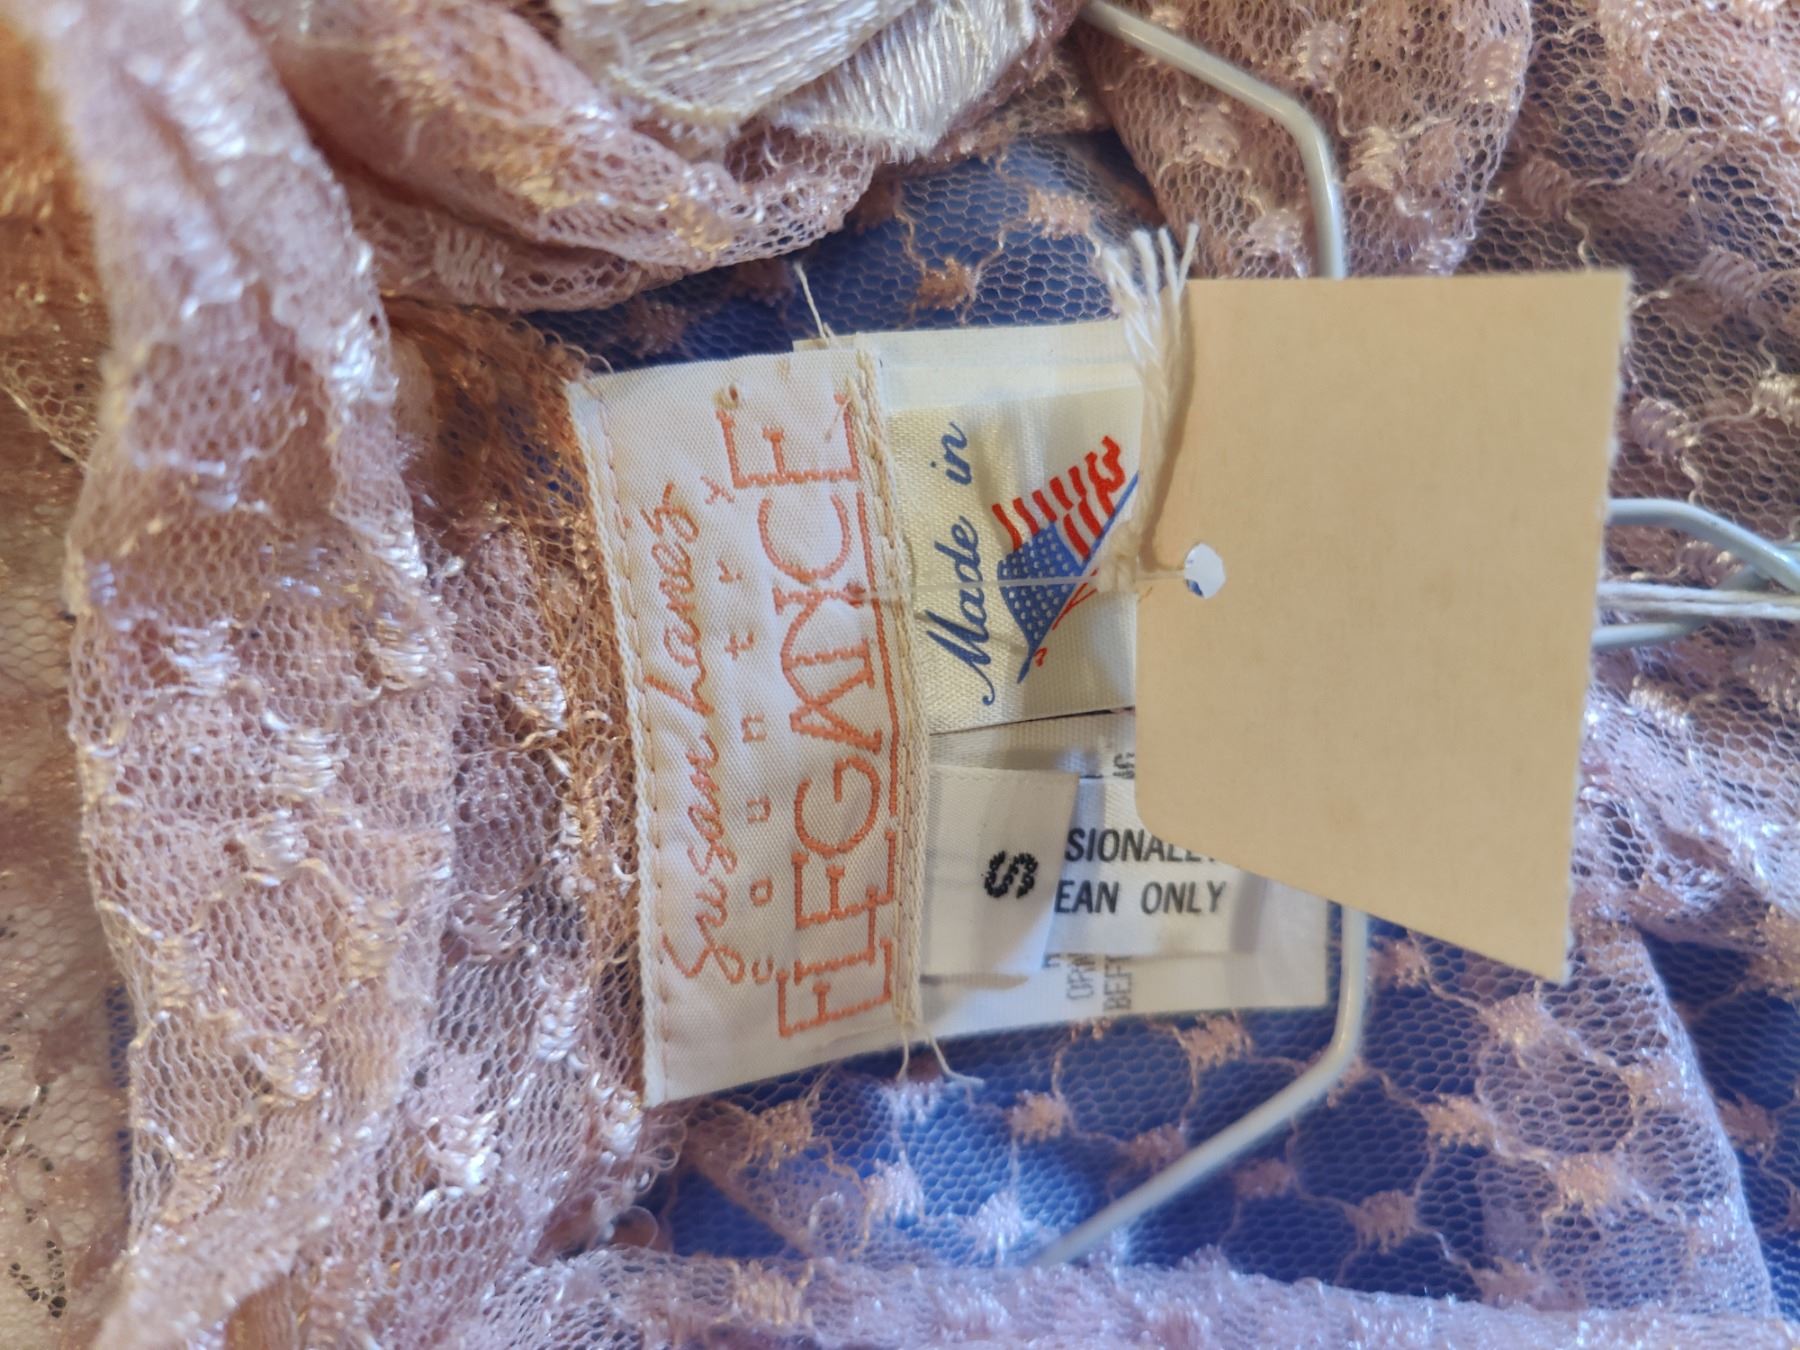 Susan Lanes
country
ELEGANCE
Made in
S
SIONALLY
EAN ONLY